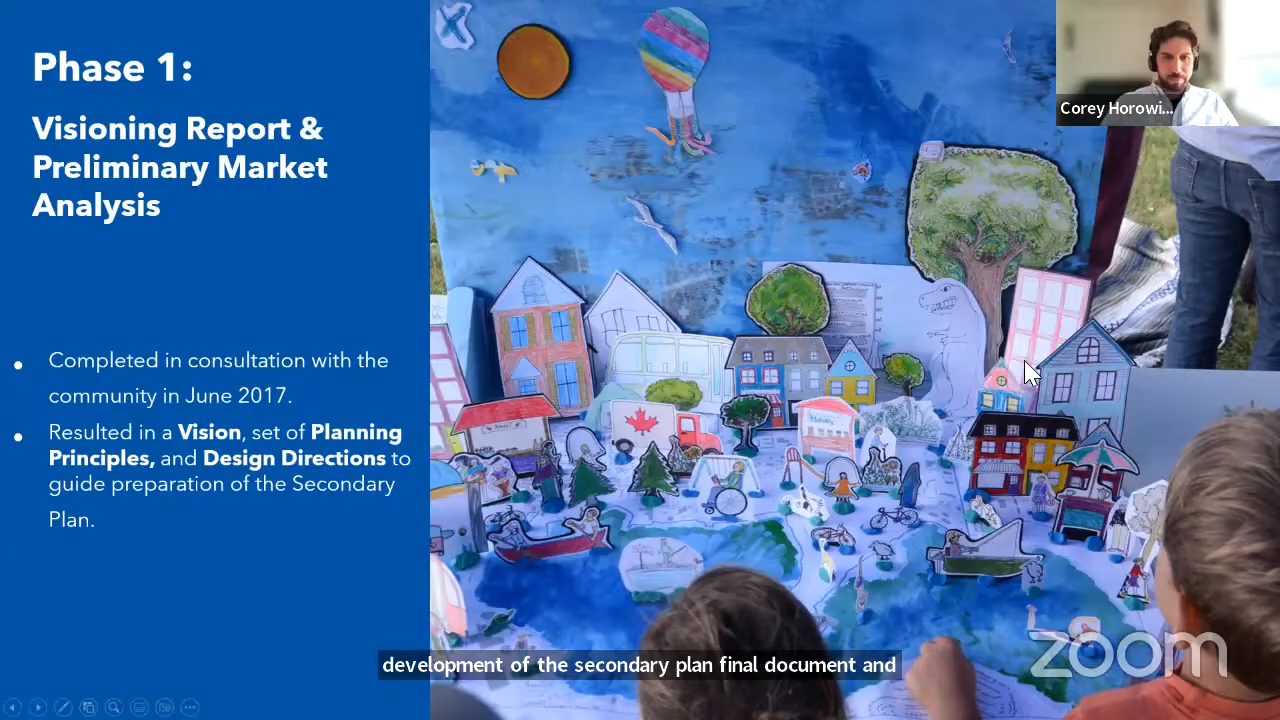 Phase 1:
Visioning Report &
Preliminary Market
Analysis
Completed in consultation with the
community in June 2017.
Resulted in a Vision, set of Planning
Principles, and Design Directions to
guide preparation of the Secondary
Plan.
Corey Horowi...
development of the secondary plan final document and
zoom